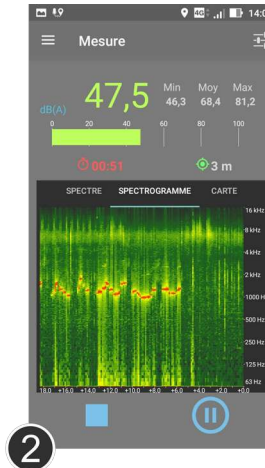 4G 14:0
Mesure
dB(A) 47,5
Min Moy Max
46,3 68,4 81,2
0 20 40 60 80 100
00:51 3 m
SPECTRE SPECTROGRAMME CARTE
16 kHz
8 kHz
4 kHz
2 kHz
1000 H
500 Hz
250 Hz
125 Hz
63 Hz
18.0 +16.0 +14.0 +12.0 +10.0 +8.0 +6.0 +4.0 +2.0 +0.0
2